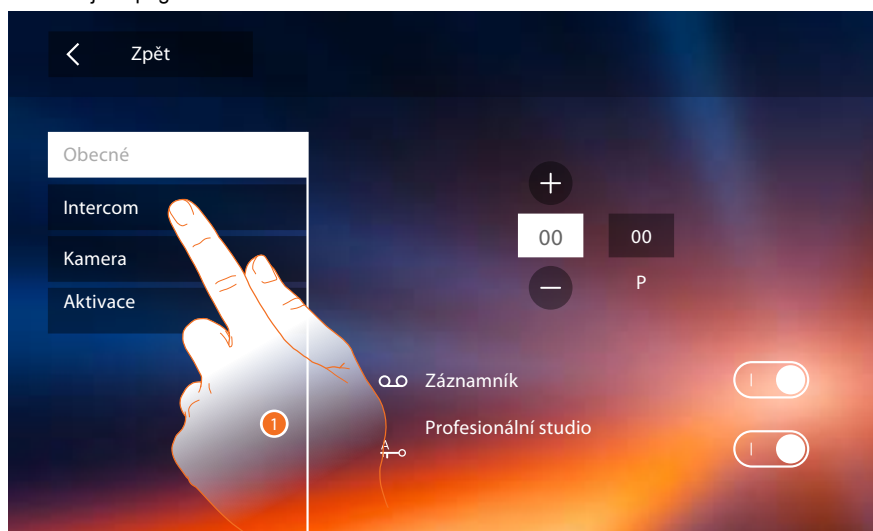 Zpět
Obecné
Intercom
Kamera
Aktivace
00 00
P
Záznamník
Profesionální studio
A
1